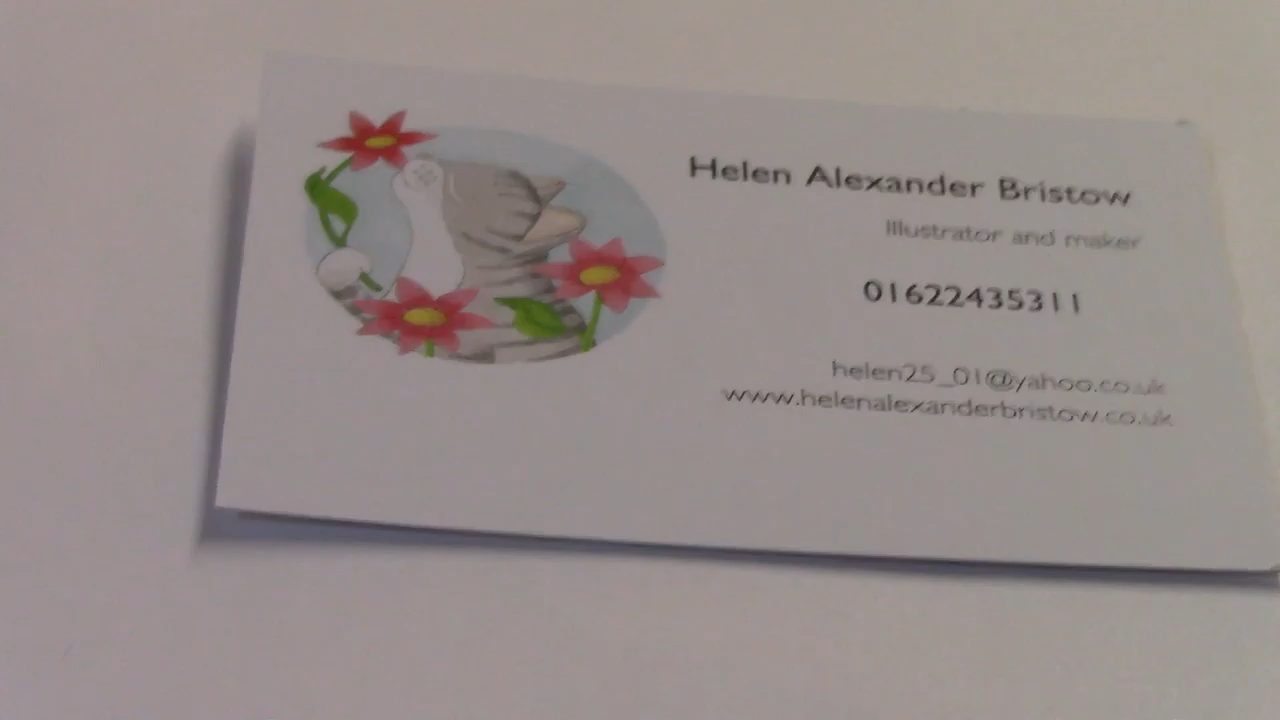 Helen Alexander Bristow
Illustrator and maker
01622435311
helen25_01@yahoo.co.uk
www.helenalexanderbristow.co.uk